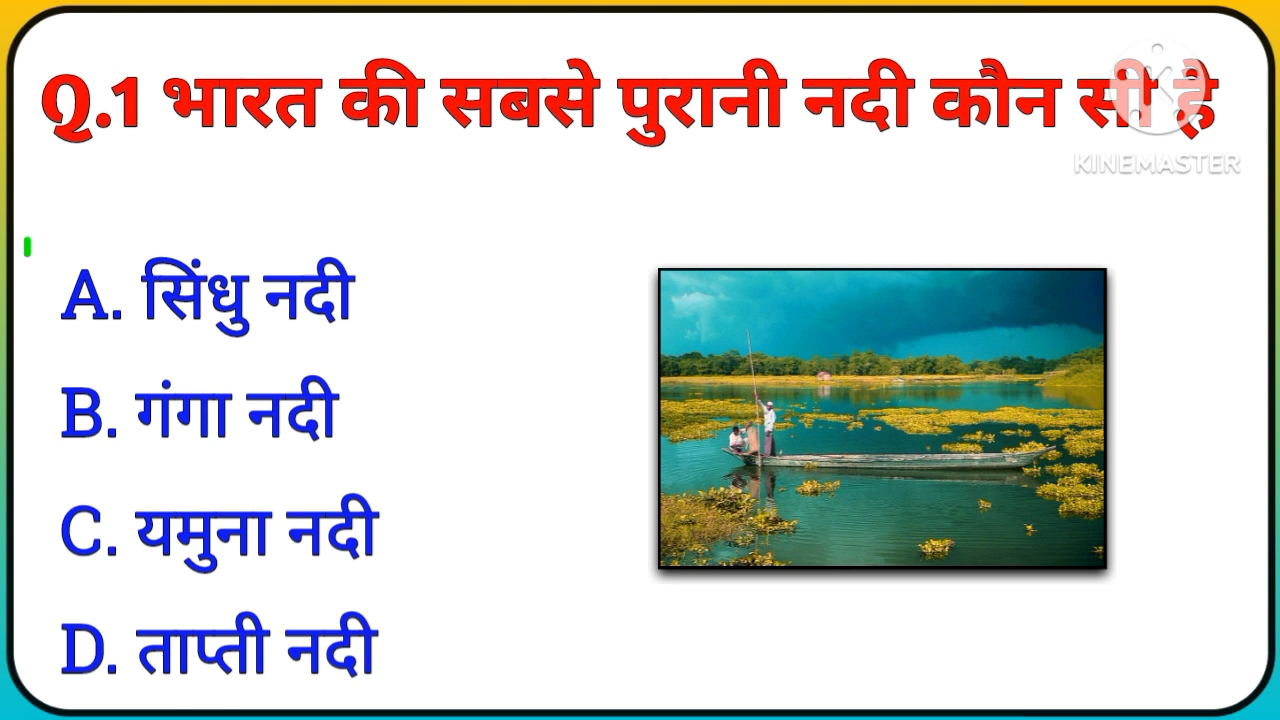 Q.1 भारत की सबसे पुरानी नदी कौन सी है
KINEMASTER
A. सिंधु नदी
B. गंगा नदी
C. यमुना नदी
D. ताप्ती नदी